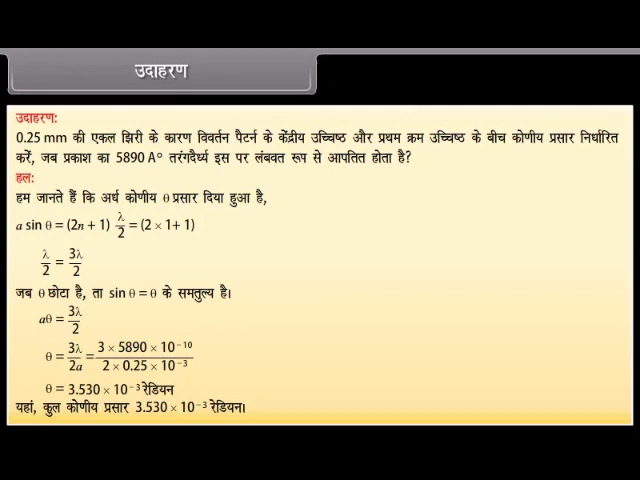 उदाहरण
उदाहरण:
0.25 mm की एकल झिरी के कारण विवर्तन पैटर्न के केंद्रीय उच्चिष्ठ और प्रथम क्रम उच्चिष्ठ के बीच कोणीय प्रसार निर्धारित
करें, जब प्रकाश का 5890 A° तरंगदैर्ध्य इस पर लंबवत रूप से आपतित होता है?
हल:
हम जानते हैं कि अर्ध कोणीय θ प्रसार दिया हुआ है,
a sin θ = (2n + 1) λ/2 = (2 × 1+ 1)
λ/2 = 3λ/2
जब θ छोटा है, ता sin θ = θ के समतुल्य है।
aθ = 3λ/2
θ = 3λ/2a = 3 × 5890 × 10⁻¹⁰/2 × 0.25 × 10⁻³
θ = 3.530 × 10⁻³ रेडियन
यहां, कुल कोणीय प्रसार 3.530 × 10⁻³ रेडियन।